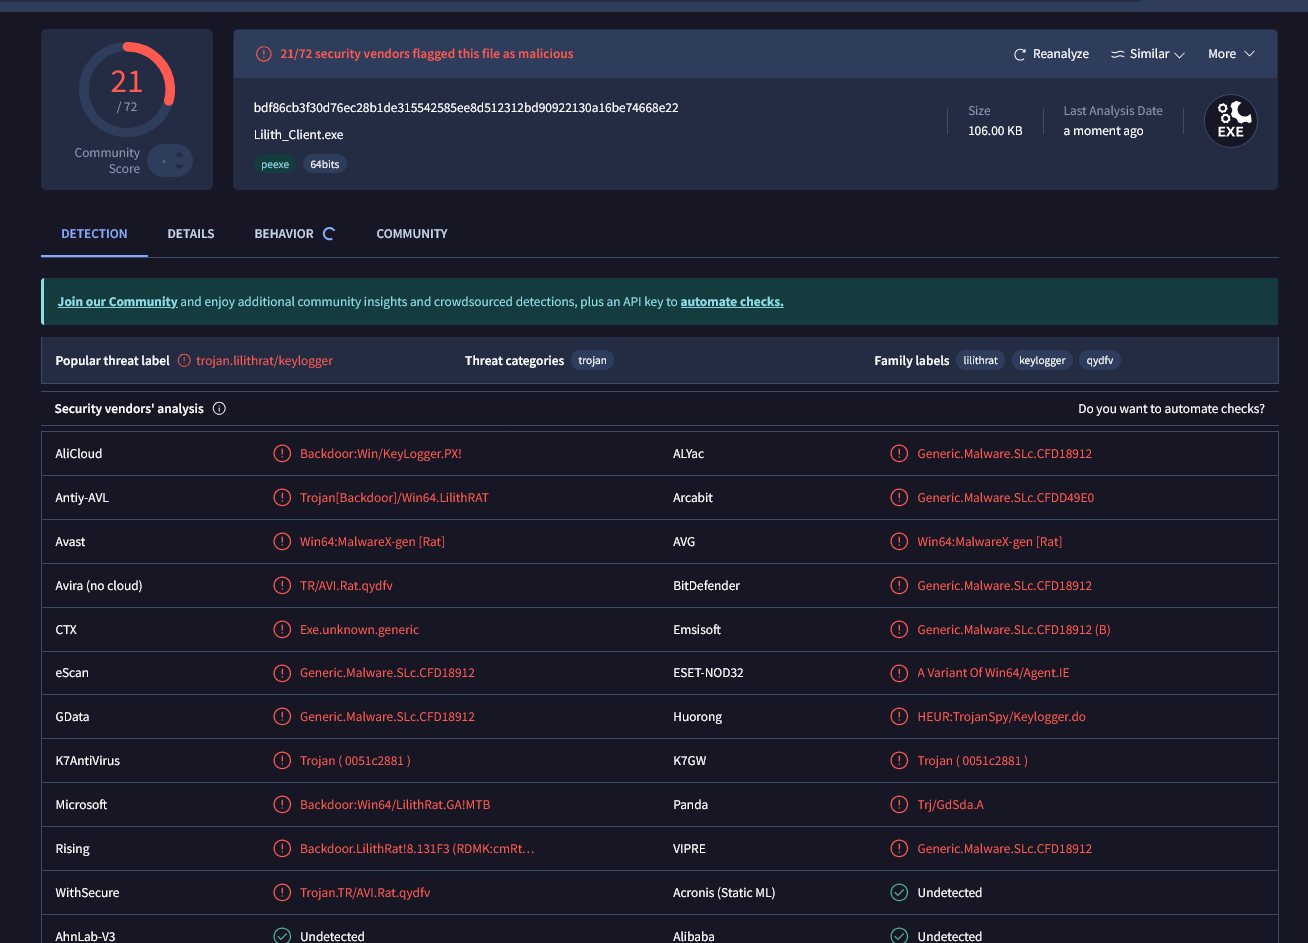 21
/ 72
Community
Score
21/72 security vendors flagged this file as malicious
Reanalyze
Similar
More
bdf86cb3f30d76ec28b1de315542585ee8d512312bd90922130a16be74668e22
Lilith_Client.exe
peexe
64bits
Size
106.00 KB
Last Analysis Date
a moment ago
EXE
DETECTION
DETAILS
BEHAVIOR
COMMUNITY
Join our Community and enjoy additional community insights and crowdsourced detections, plus an API key to automate checks.
Popular threat label trojan.lilithrat/keylogger
Threat categories trojan
Family labels lilithrat keylogger qydfv
Security vendors' analysis
Do you want to automate checks?
AliCloud Backdoor:Win/KeyLogger.PX! ALYac Generic.Malware.SLc.CFD18912
Antiy-AVL Trojan[Backdoor]/Win64.LilithRAT Arcabit Generic.Malware.SLc.CFDD49E0
Avast Win64:MalwareX-gen [Rat] AVG Win64:MalwareX-gen [Rat]
Avira (no cloud) TR/AVI.Rat.qydfv BitDefender Generic.Malware.SLc.CFD18912
CTX Exe.unknown.generic Emsisoft Generic.Malware.SLc.CFD18912 (B)
eScan Generic.Malware.SLc.CFD18912 ESET-NOD32 A Variant Of Win64/Agent.IE
GData Generic.Malware.SLc.CFD18912 Huorong HEUR:TrojanSpy/Keylogger.do
K7AntiVirus Trojan ( 0051c2881 ) K7GW Trojan ( 0051c2881 )
Microsoft Backdoor:Win64/LilithRat.GA!MTB Panda Trj/GdSda.A
Rising Backdoor.LilithRat!8.131F3 (RDMK:cmRt... VIPRE Generic.Malware.SLc.CFD18912
WithSecure Trojan.TR/AVI.Rat.qydfv Acronis (Static ML) Undetected
AhnLab-V3 Undetected Alibaba Undetected